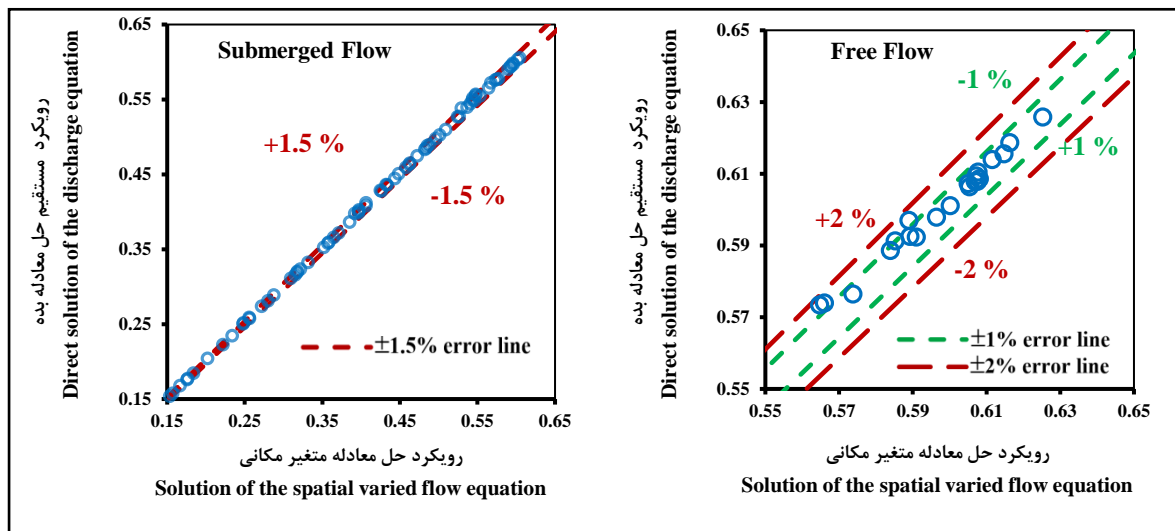 Submerged Flow
0.65
0.55
0.45
0.35
0.25
0.15
رویکرد مستقیم حل معادله بده
Direct solution of the discharge equation
+1.5 %
-1.5 %
±1.5% error line
0.15 0.25 0.35 0.45 0.55 0.65
رویکرد حل معادله متغیر مکانی
Solution of the spatial varied flow equation
Free Flow
0.65
0.63
0.61
0.59
0.57
0.55
رویکرد مستقیم حل معادله بده
Direct solution of the discharge equation
-1 %
+1 %
+2 %
-2 %
±1% error line
±2% error line
0.55 0.57 0.59 0.61 0.63 0.65
رویکرد حل معادله متغیر مکانی
Solution of the spatial varied flow equation